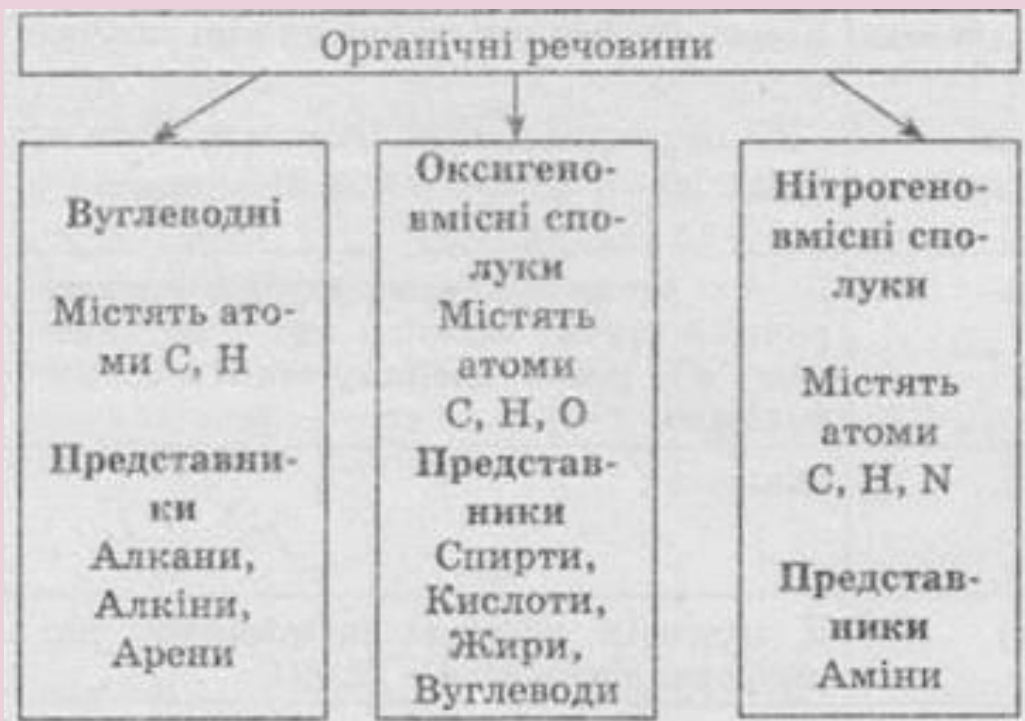 Органічні речовини
Вуглеводні
Містять ато-
ми C, H
Представни-
ки
Алкани,
Алкіни,
Арени
Оксигено-
вмісні спо-
луки
Містять
атоми
C, H, O
Представ-
ники
Спирти,
Кислоти,
Жири,
Вуглеводи
Нітрогено-
вмісні спо-
луки
Містять
атоми
C, H, N
Представ-
ники
Аміни